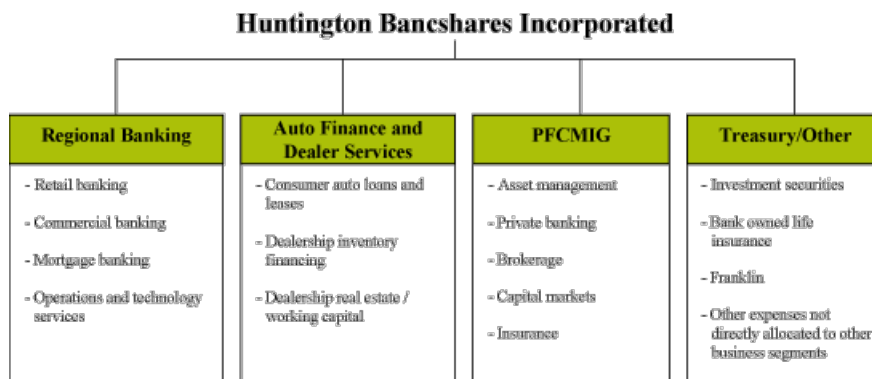 Huntington Bancshares Incorporated
Regional Banking
- Retail banking
- Commercial banking
- Mortgage banking
- Operations and technology
services
Auto Finance and
Dealer Services
- Consumer auto loans and
leases
- Dealership inventory
financing
- Dealership real estate /
working capital
PFCMIG
- Asset management
- Private banking
- Brokerage
- Capital markets
- Insurance
Treasury/Other
- Investment securities
- Bank owned life
insurance
- Franklin
- Other expenses not
directly allocated to other
business segments